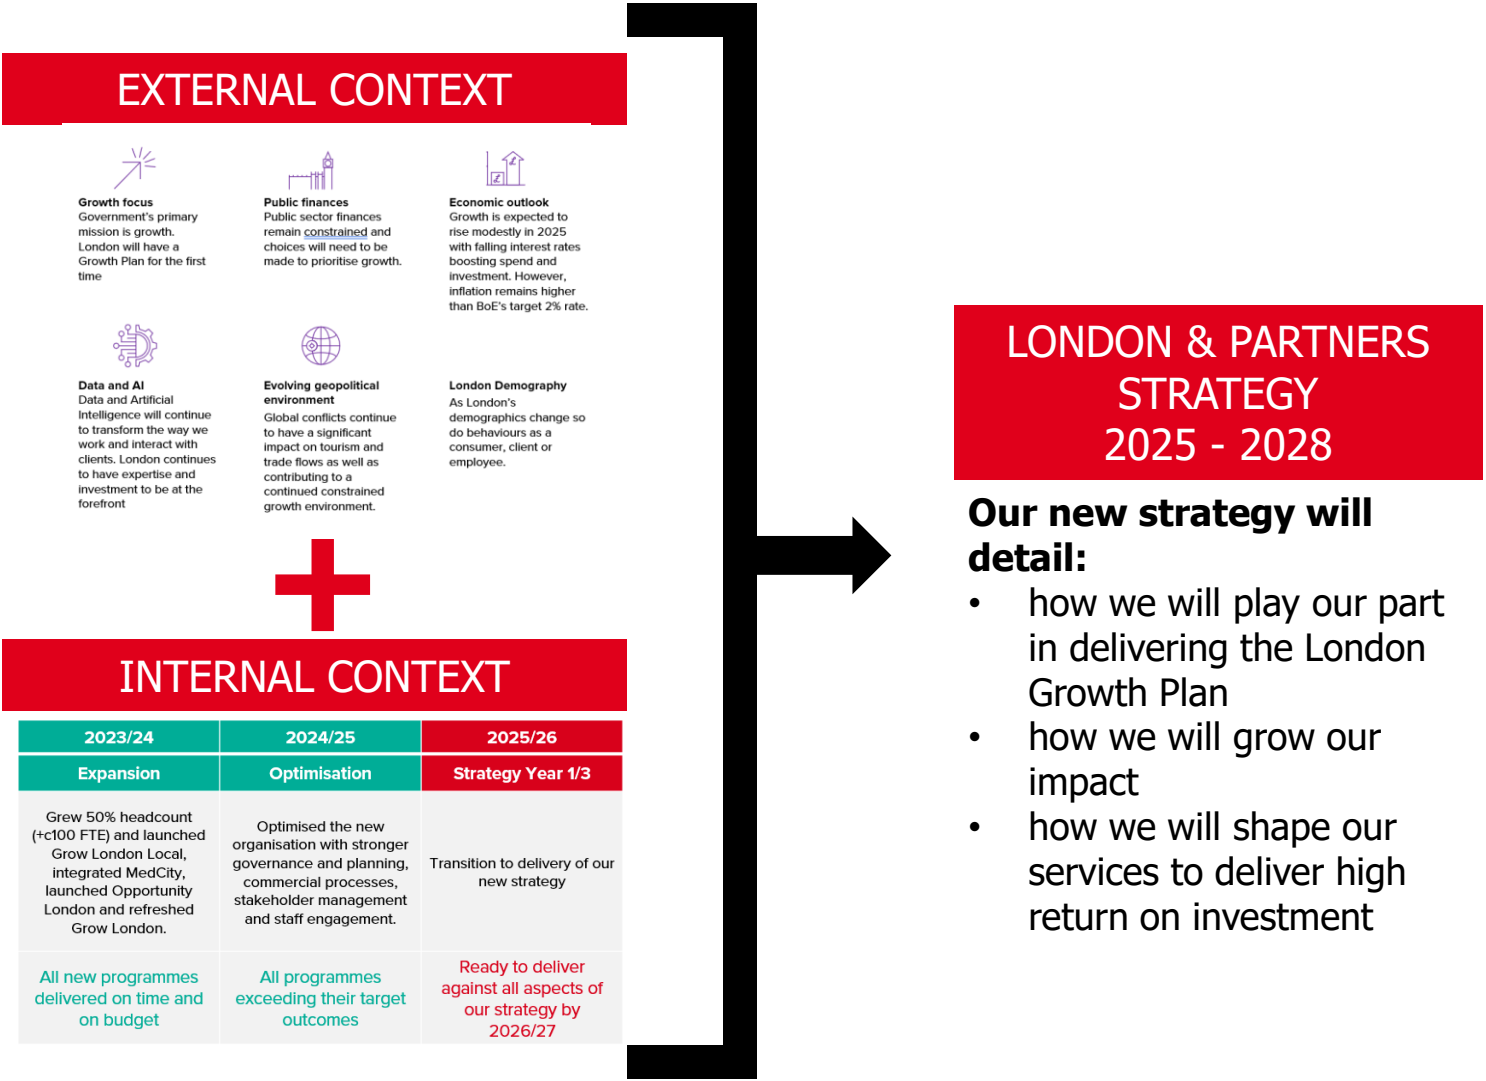 EXTERNAL CONTEXT
Growth focus
Government's primary
mission is growth.
London will have a
Growth Plan for the first
time
Public finances
Public sector finances
remain constrained and
choices will need to be
made to prioritise growth.
Economic outlook
Growth is expected to
rise modestly in 2025
with falling interest rates
boosting spend and
investment. However,
inflation remains higher
than BoE's target 2% rate.
Data and AI
Data and Artificial
Intelligence will continue
to transform the way we
work and interact with
clients. London continues
to have expertise and
investment to be at the
forefront
Evolving geopolitical
environment
Global conflicts continue
to have a significant
impact on tourism and
trade flows as well as
contributing to a
continued constrained
growth environment.
London Demography
As London's
demographics change so
do behaviours as a
consumer, client or
employee.
INTERNAL CONTEXT
2023/24
2024/25
2025/26
Expansion
Optimisation
Strategy Year 1/3
Grew 50% headcount
(+c100 FTE) and launched
Grow London Local,
integrated MedCity,
launched Opportunity
London and refreshed
Grow London.
Optimised the new
organisation with stronger
governance and planning,
commercial processes,
stakeholder management
and staff engagement.
Transition to delivery of our
new strategy
All new programmes
delivered on time and
on budget
All programmes
exceeding their target
outcomes
Ready to deliver
against all aspects of
our strategy by
2026/27
LONDON & PARTNERS
STRATEGY
2025 - 2028
Our new strategy will
detail:
• how we will play our part
in delivering the London
Growth Plan
• how we will grow our
impact
• how we will shape our
services to deliver high
return on investment